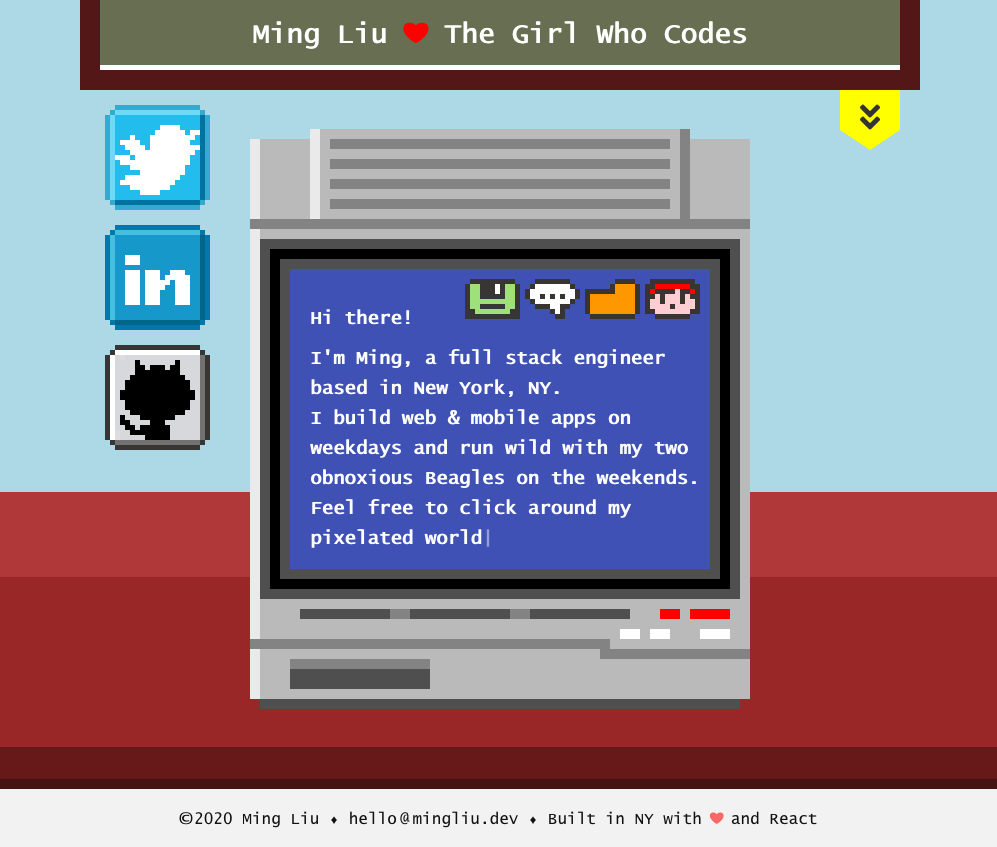 Ming Liu ❤ The Girl Who Codes
in
Hi there!
I'm Ming, a full stack engineer
based in New York, NY.
I build web & mobile apps on
weekdays and run wild with my two
obnoxious Beagles on the weekends.
Feel free to click around my
pixelated world|
©2020 Ming Liu ♦ hello@mingliu.dev ♦ Built in NY with ❤ and React